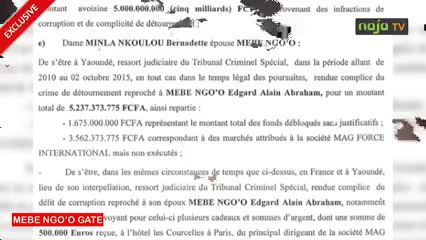 EXCLUSIVE
naja TV
montant avoisine 5.000.000.000 (cinq milliards) FCFA provenant des infractions de
corruption et de complicité de détournement
e) Dame MINLA NKOULOU Bernadette épouse MEBE NGO'O
De s'être à Yaoundé, ressort judiciaire du Tribunal Criminel Spécial, dans la période allant de
2010 au 02 octobre 2015, en tout cas dans le temps légal des poursuites, rendue complice du
crime de détournement reproché à MEBE NGO'O Edgard Alain Abraham, pour un montant
total de 5.237.373.775 FCFA, ainsi repartie :
- 1.675.000.000 FCFA représentant le montant total des fonds débloqués sans justificatifs ;
- 3.562.373.775 FCFA correspondant à des marchés attribués à la société MAG FORCE
INTERNATIONAL mais non exécutés ;
- De s'être, dans les mêmes circonstances de temps que ci-dessus, en France et à Yaoundé,
lieu de son interpellation, ressort judiciaire du Tribunal Criminel Spécial, rendue complice du
délit de corruption reproché à son époux MEBE NGO'O Edgard Alain Abraham, notamment
voyant pour celui-ci plusieurs cadeaux et sommes d'argent, dont une somme de
500.000 Euros reçue, à l'hôtel les Courcelles à Paris, du principal dirigeant de la société MAG
MEBE NGO'O GATE